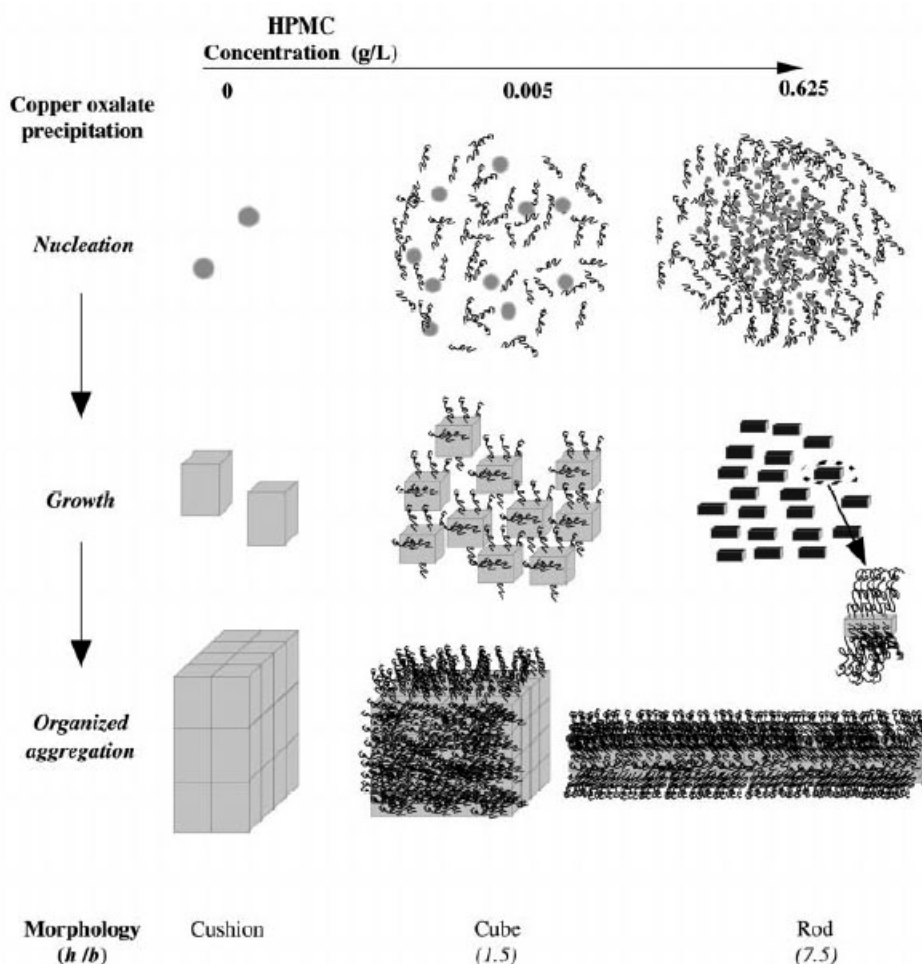 HPMC
Concentration (g/L)
0 0.005 0.625
Copper oxalate
precipitation
Nucleation
Growth
Organized
aggregation
Morphology Cushion Cube Rod
(h/b) (1.5) (7.5)